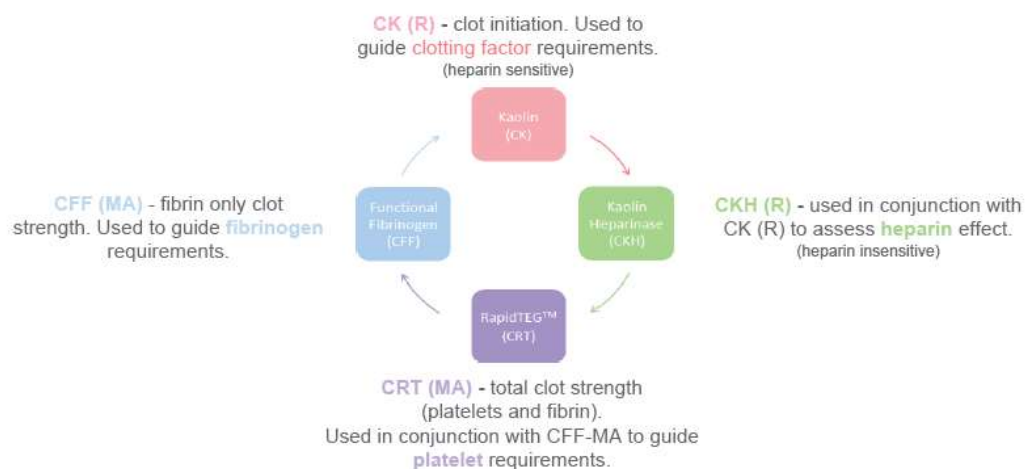 CK (R) - clot initiation. Used to
guide clotting factor requirements.
(heparin sensitive)
Kaolin
(CK)
CFF (MA) - fibrin only clot
strength. Used to guide fibrinogen
requirements.
Functional
Fibrinogen
(CFF)
Kaolin
Heparinase
(CKH)
CKH (R) - used in conjunction with
CK (R) to assess heparin effect.
(heparin insensitive)
RapidTEG™
(CRT)
CRT (MA) - total clot strength
(platelets and fibrin).
Used in conjunction with CFF-MA to guide
platelet requirements.